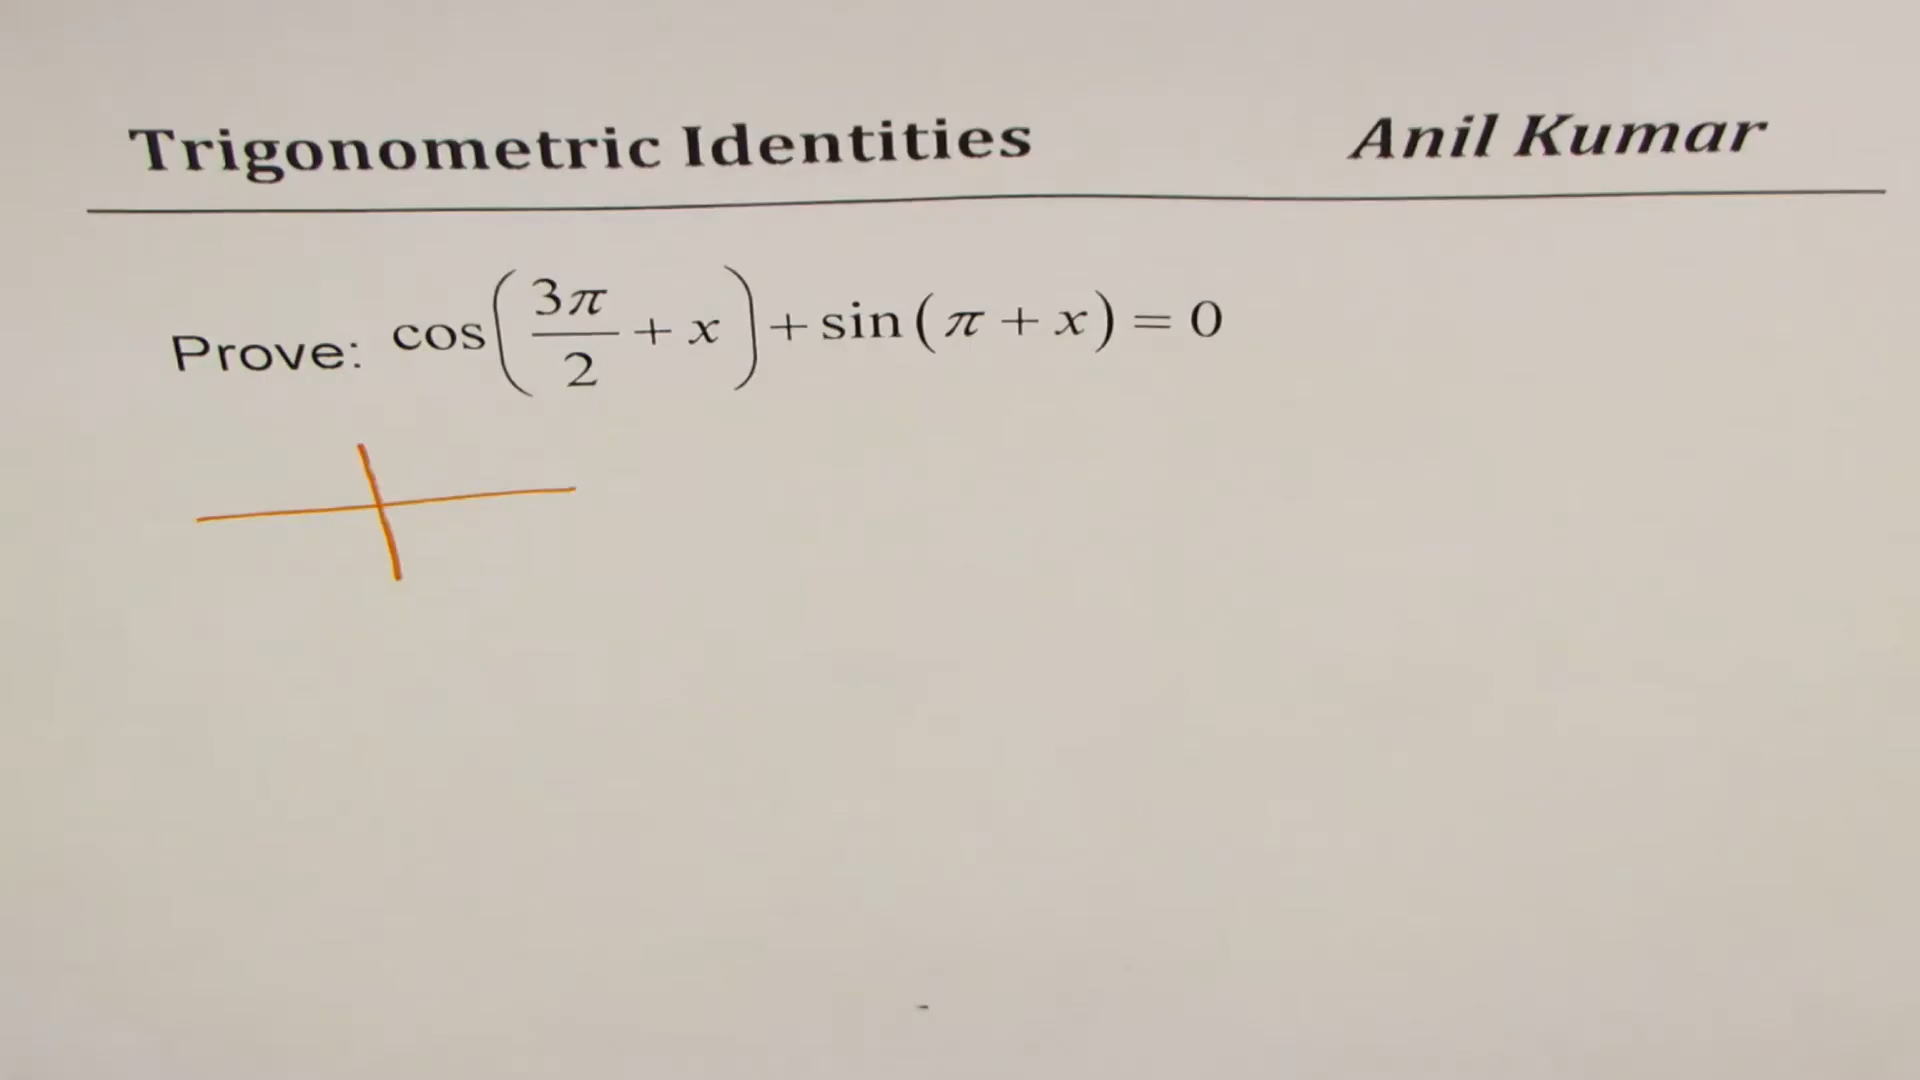 Trigonometric Identities Anil Kumar
Prove: cos(3π/2 + x) + sin(π + x) = 0